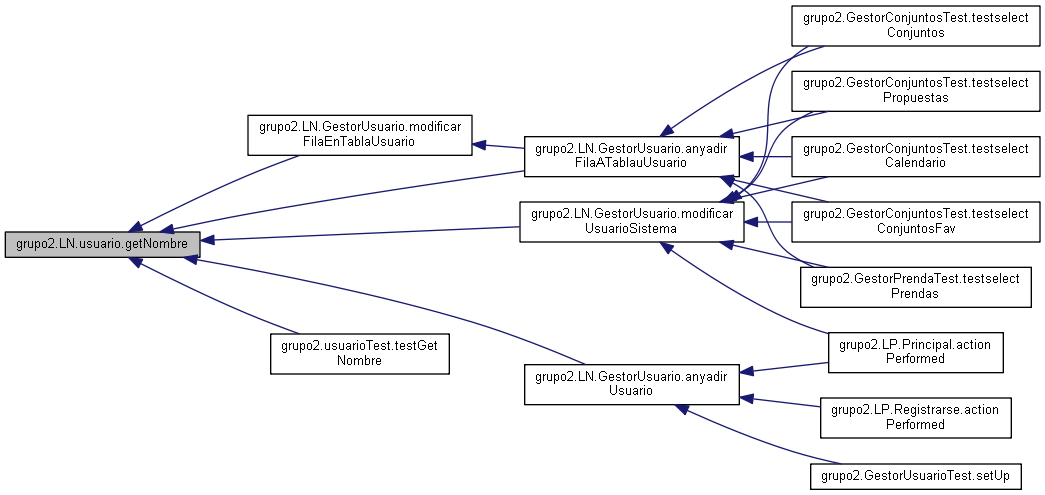 grupo2.GestorConjuntosTest.testselect
Conjuntos
grupo2.GestorConjuntosTest.testselect
Propuestas
grupo2.LN.GestorUsuario.modificar
FilaEnTablaUsuario
grupo2.LN.GestorUsuario.anyadir
FilaATablauUsuario
grupo2.GestorConjuntosTest.testselect
Calendario
grupo2.LN.GestorUsuario.modificar
UsuarioSistema
grupo2.GestorConjuntosTest.testselect
ConjuntosFav
grupo2.LN.usuario.getNombre
grupo2.GestorPrendaTest.testselect
Prendas
grupo2.usuarioTest.testGet
Nombre
grupo2.LP.Principal.action
Performed
grupo2.LN.GestorUsuario.anyadir
Usuario
grupo2.LP.Registrarse.action
Performed
grupo2.GestorUsuarioTest.setUp